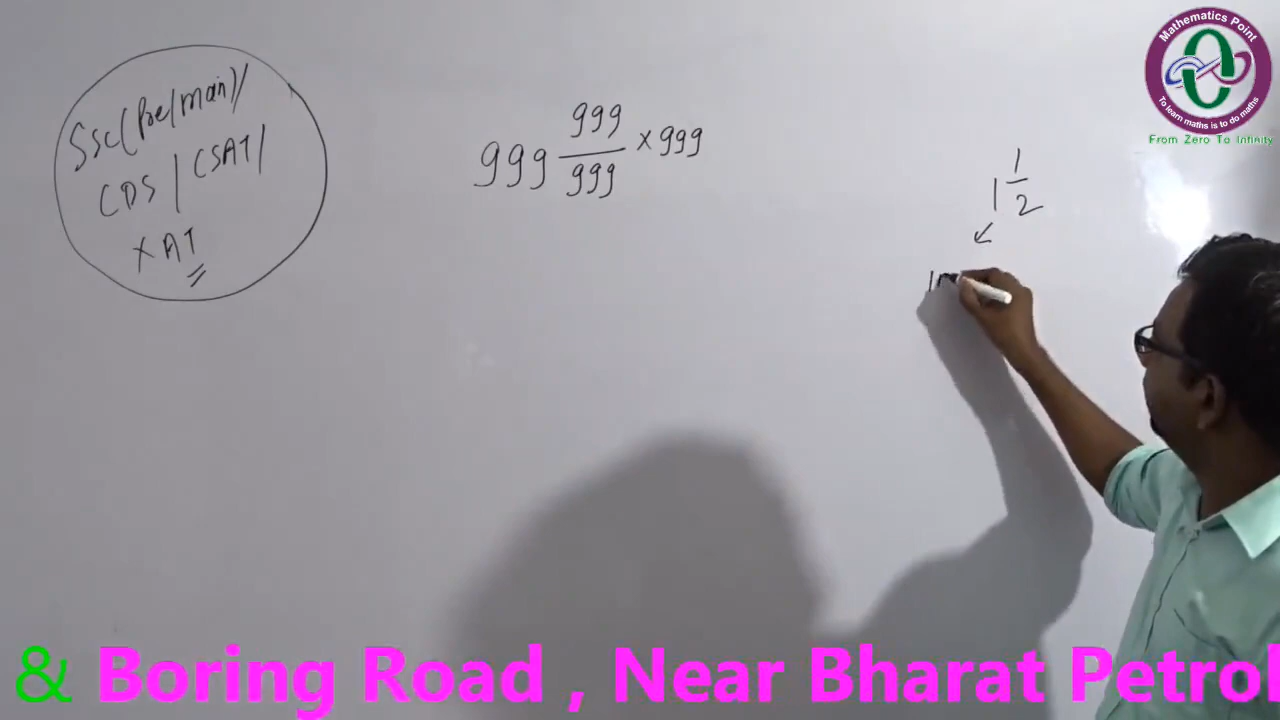 Ssc(Pre/main)/
CDS / CSAT/
XAT
999 999/999 × 999
1 1/2
Mathematics Point
To learn maths is to do maths
From Zero To Infinity
& Boring Road , Near Bharat Petrol